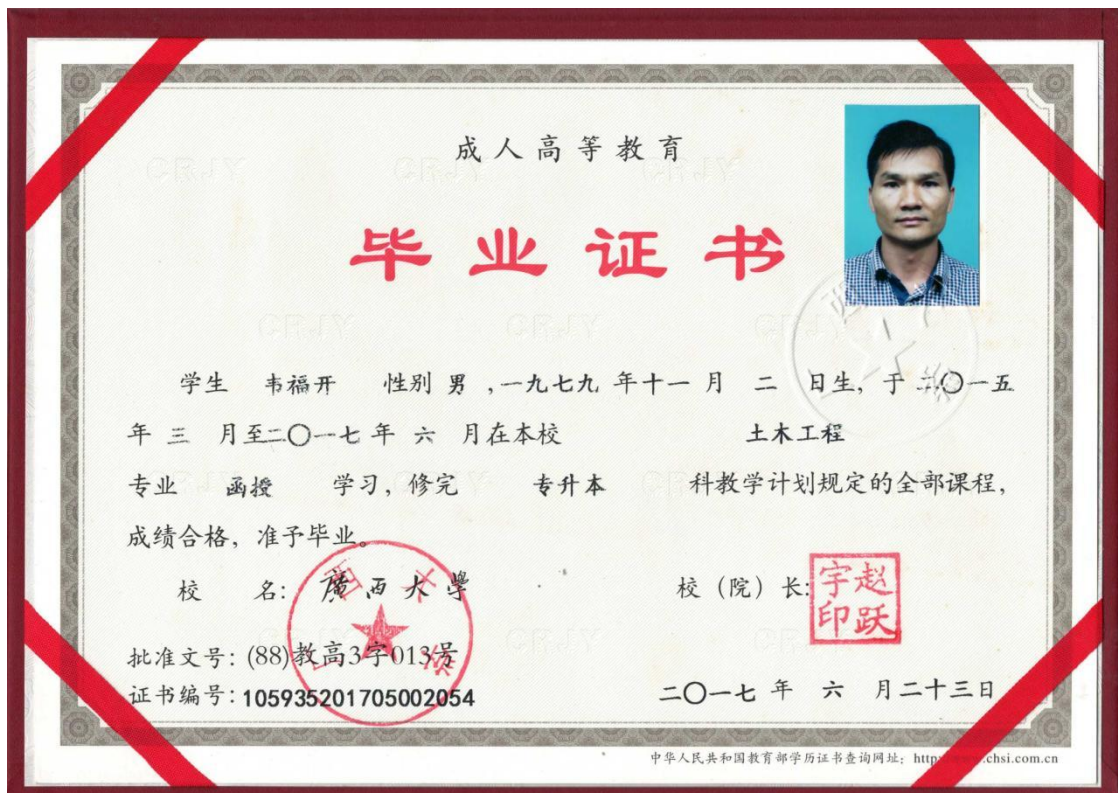 成人高等教育
毕业证书
学生 韦福开 性别 男 ,一九七九 年十一 月 二 日生, 于 二〇一五
年 三 月至二〇一七 年 六 月在本校 土木工程
专业 函授 学习, 修完 专升本 科教学计划规定的全部课程,
成绩合格, 准予毕业。
校 名: 廣西大學
校（院）长: 赵跃宇印
批准文号: (88)教高3字013号
证书编号: 105935201705002054
二〇一七 年 六 月二十三日
中华人民共和国教育部学历证书查询网址: http chsi.com.cn
CRJY CRJY CRJY
CRJY CRJY CRJY